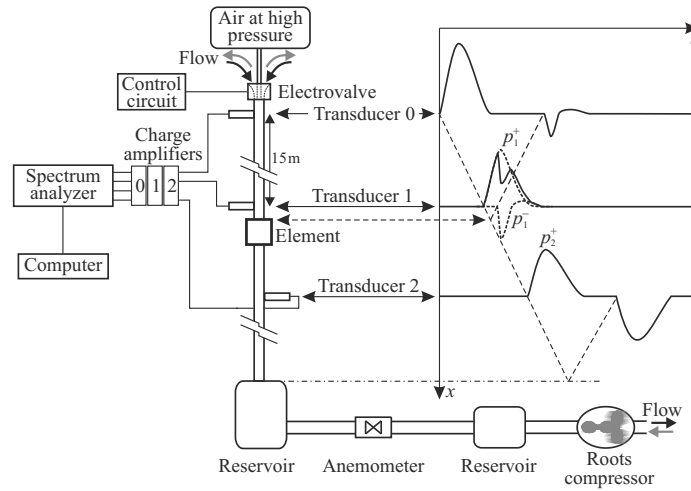 Air at high
pressure
Flow
Control
circuit
Electrovalve
Transducer 0
Charge
amplifiers
15m
p₁⁺
Spectrum
analyzer
0 1 2
Transducer 1
p₁⁻
Element
Computer
p₂⁺
Transducer 2
x
Flow
Reservoir
Anemometer
Reservoir
Roots
compressor